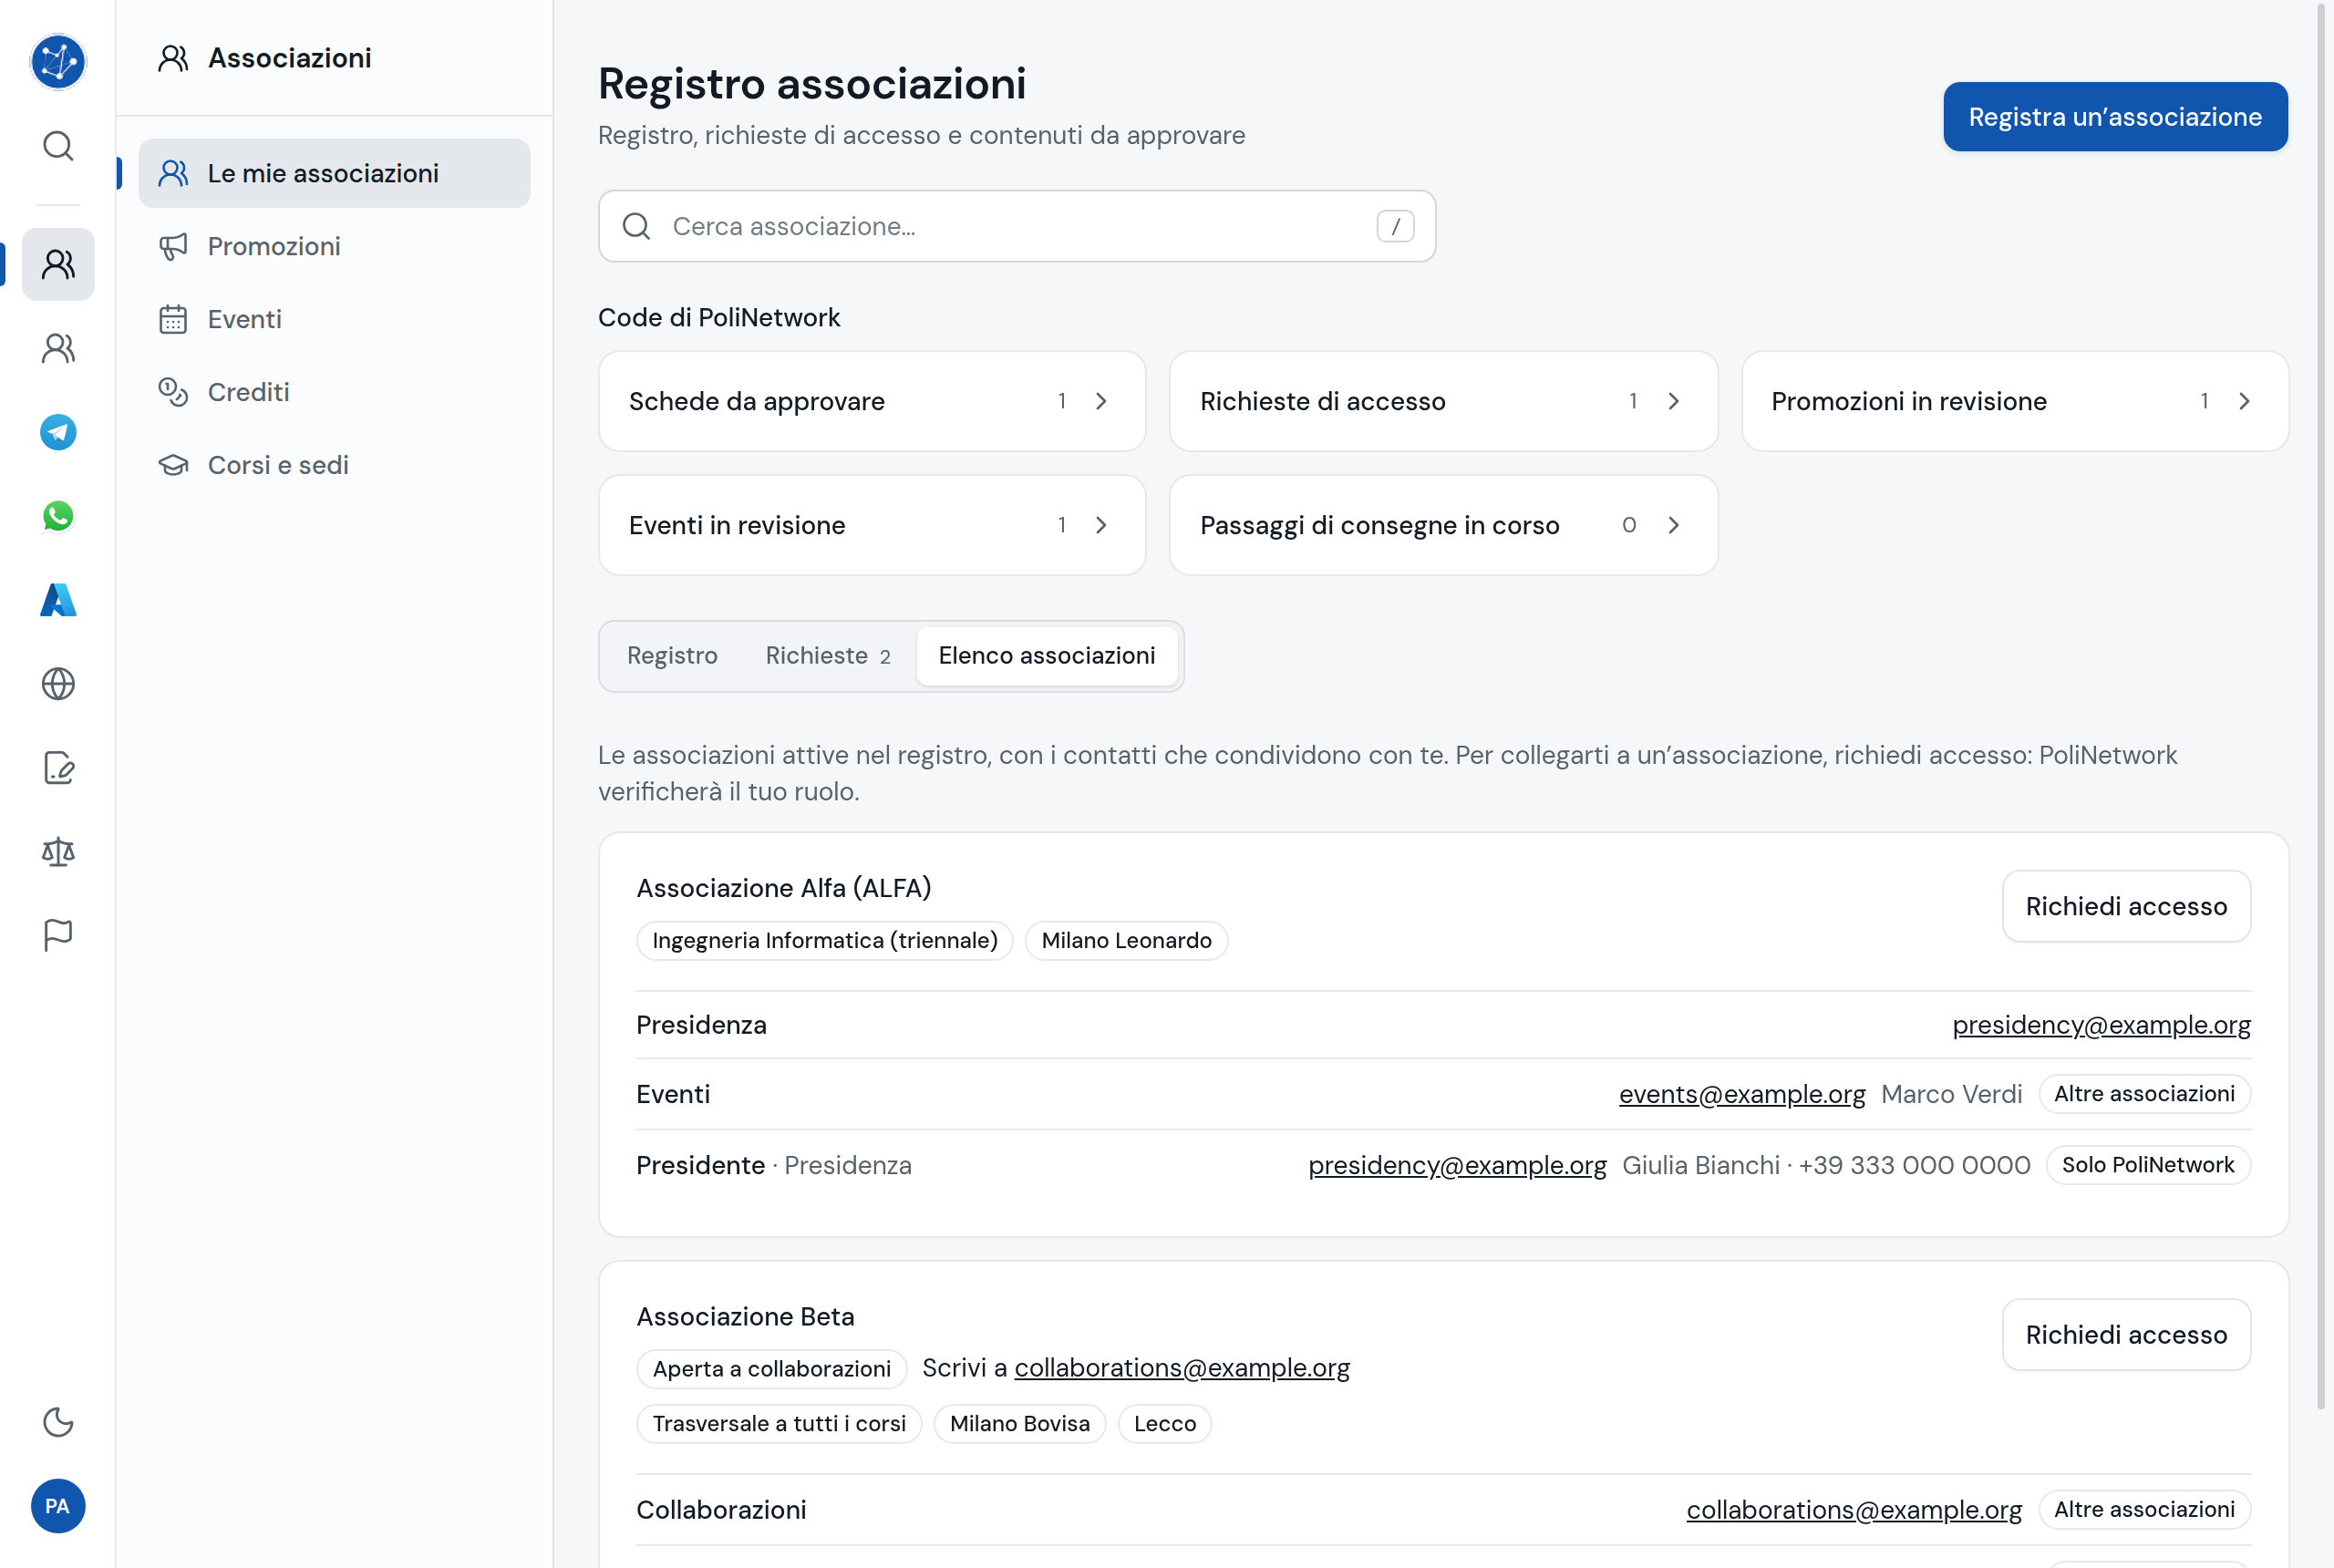 Associazioni
Le mie associazioni
Promozioni
Eventi
Crediti
Corsi e sedi
PA
Registro associazioni
Registro, richieste di accesso e contenuti da approvare
Registra un’associazione
Cerca associazione...
/
Code di PoliNetwork
Schede da approvare 1
Richieste di accesso 1
Promozioni in revisione 1
Eventi in revisione 1
Passaggi di consegne in corso 0
Registro Richieste 2 Elenco associazioni
Le associazioni attive nel registro, con i contatti che condividono con te. Per collegarti a un’associazione, richiedi accesso: PoliNetwork
verificherà il tuo ruolo.
Associazione Alfa (ALFA)
Richiedi accesso
Ingegneria Informatica (triennale) Milano Leonardo
Presidenza presidency@example.org
Eventi events@example.org Marco Verdi Altre associazioni
Presidente · Presidenza presidency@example.org Giulia Bianchi · +39 333 000 0000 Solo PoliNetwork
Associazione Beta
Richiedi accesso
Aperta a collaborazioni Scrivi a collaborations@example.org
Trasversale a tutti i corsi Milano Bovisa Lecco
Collaborazioni collaborations@example.org Altre associazioni